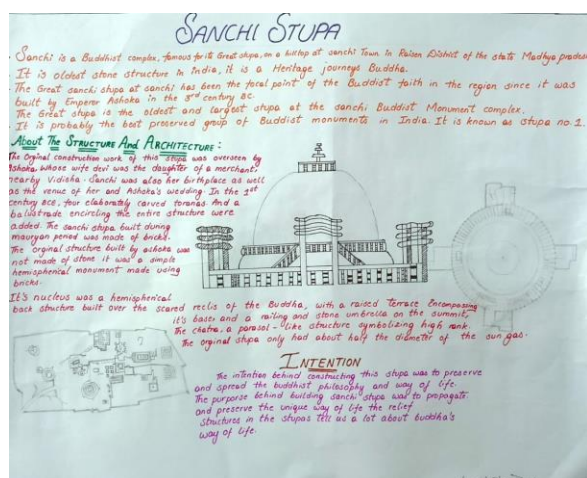 SANCHI STUPA
Sanchi is a Buddhist complex, famous for its Great stupa, on a hilltop at sanchi Town in Raisen District of the state Madhya pradesh
It is oldest stone structure in india, it is a Heritage journeys Buddha.
The Great sanchi stupa at sanchi has been the focal point of the Buddist faith in the region since it was
built by Emperor Ashoka in the 3rd century BC.
The Great stupa is the oldest and largest stupa at the sanchi Buddist Monument complex.
It is probably the best preserved group of Buddist monuments in India. It is known as stupa no 1.
ABOUT THE STRUCTURE AND ARCHITECTURE:
The Orginal construction work of this stupa was overseen by
Ashoka, whose wife devi was the daughter of a merchant,
nearby Vidisha. Sanchi was also her birthplace as well
as the venue of her and Ashoka's wedding. In the 1st
century BCE, four elaborately carved toranas. And a
balustrade encircling the entire structure were
added. The sanchi stupa built during
mauryan period was made of bricks.
The orginal structure built by ashoka was
not made of stone it was a simple
hemispherical monument made using
bricks.
It's nucleus was a hemispherical
back structure built over the scared reclis of the Buddha, with a raised terrace Encompassing
it's base, and a railing and stone umbrella on the summit,
The chatra, a parasol - like structure symbolizing high rank.
The orginal stupa only had about half the diameter of the sun gas.
INTENTION
The intention behind constructing this stupa was to preserve
and spread the buddhist philosophy and way of life.
The purporse behind building sanchi stupa was to propagate
and preserve the unique way of life the relief
structures in the stupas tell us a lot about buddha's
way of life.